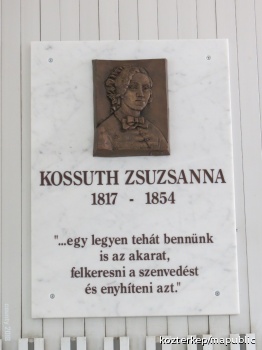 KOSSUTH ZSUZSANNA
1817 - 1854
"...egy legyen tehát bennünk
is az akarat,
felkeresni a szenvedést
és enyhíteni azt."
kozterkep/mapublic